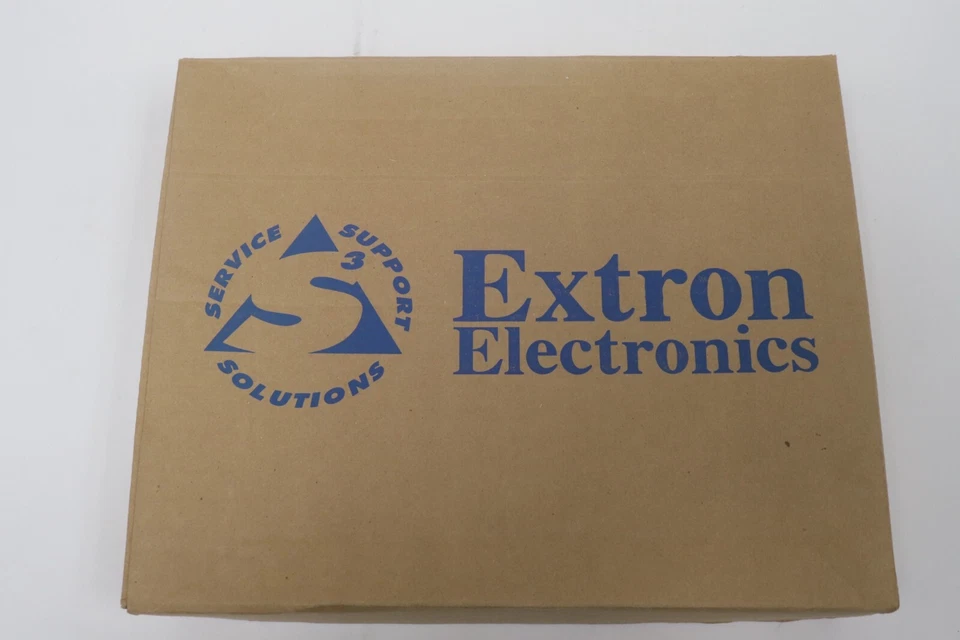 SERVICE
SUPPORT
3
SOLUTIONS
Extron
Electronics